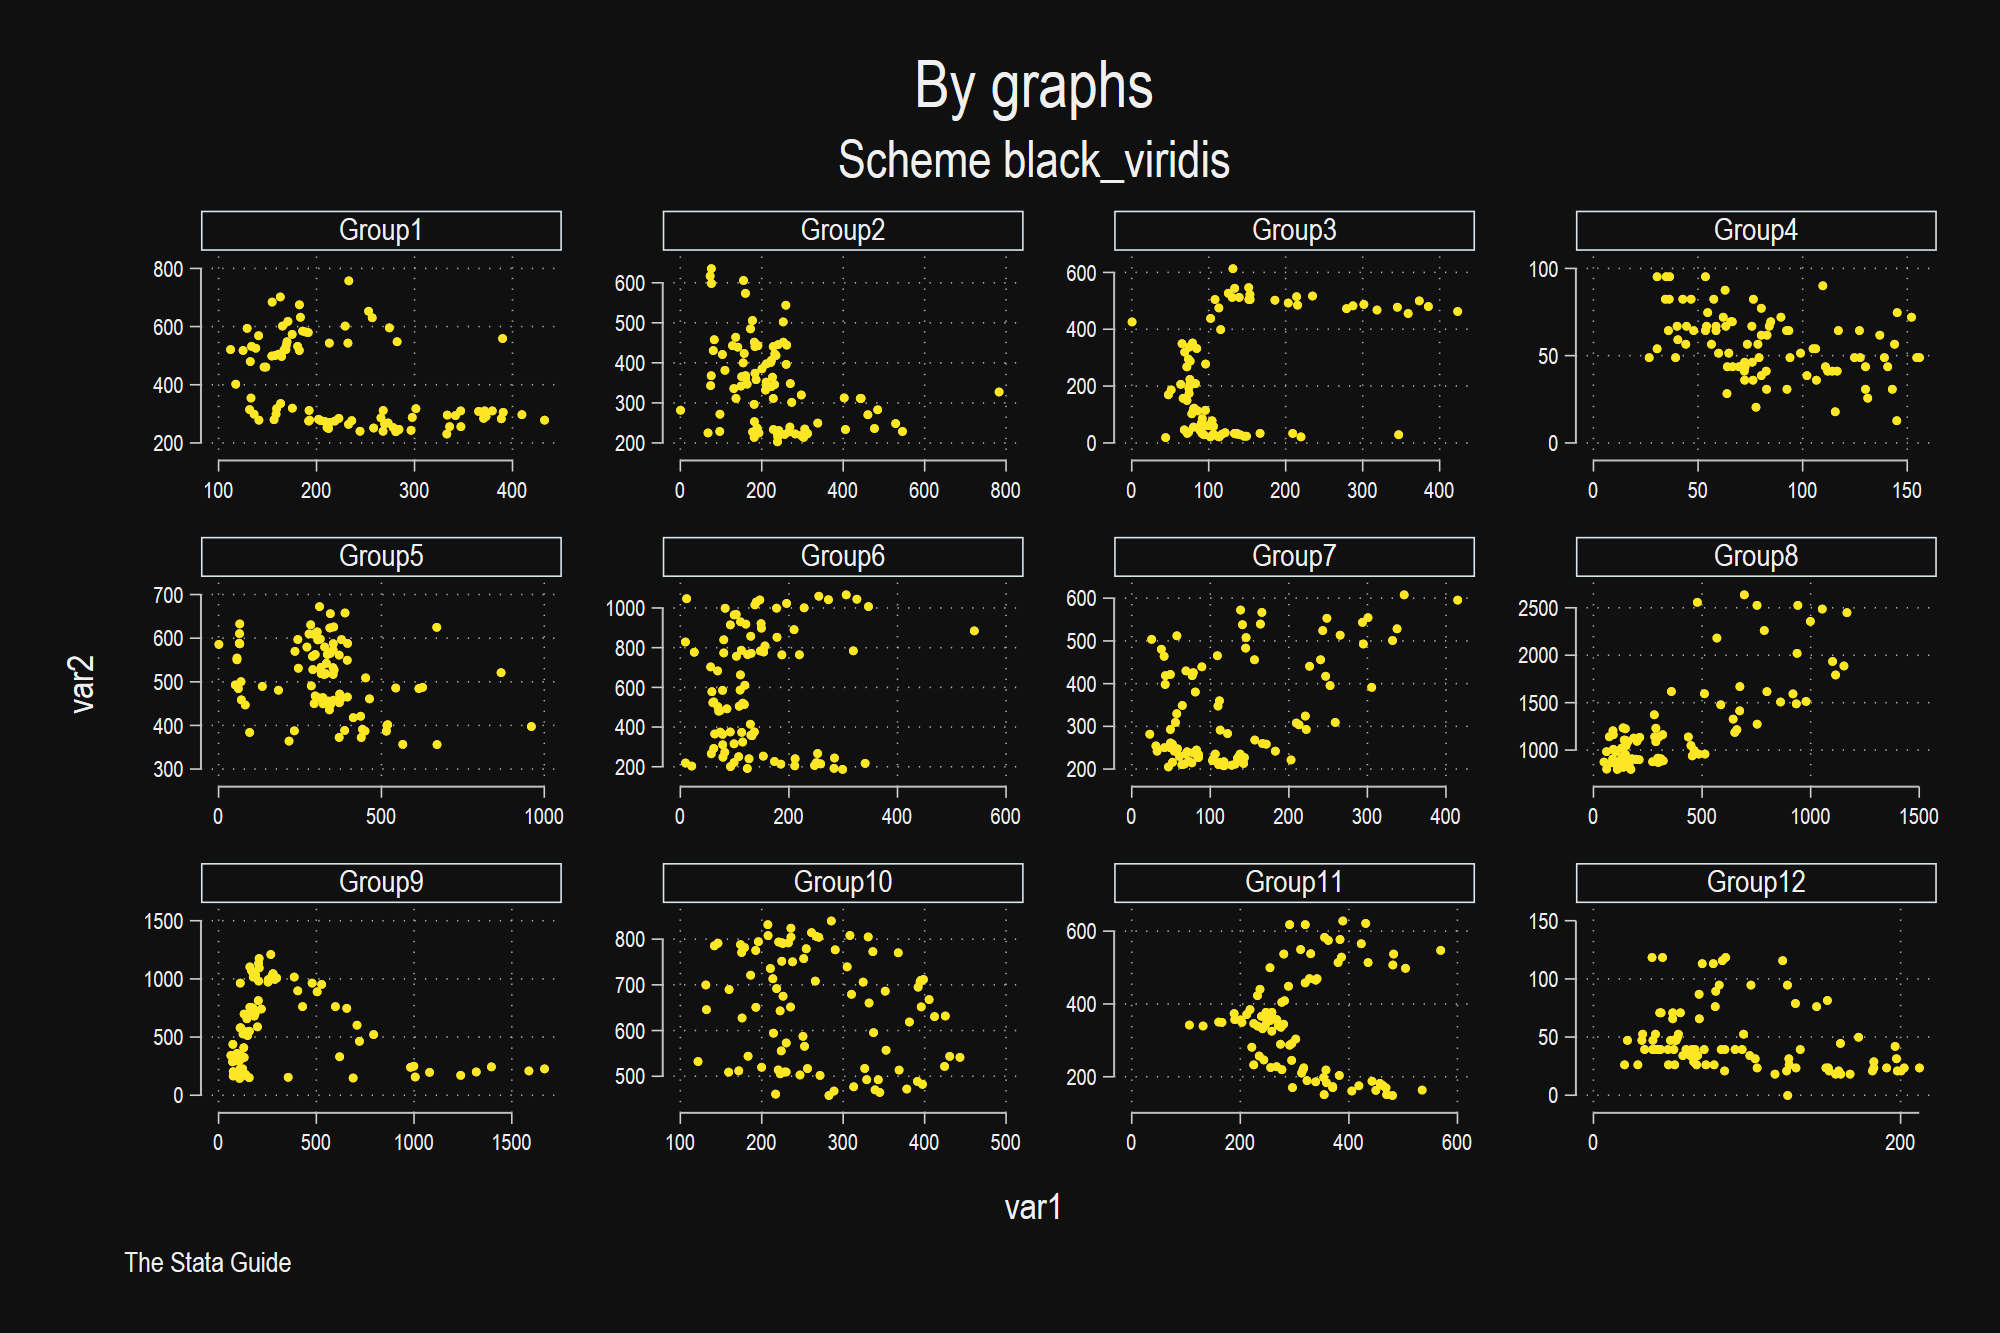 By graphs
Scheme black_viridis
Group1
Group2
Group3
Group4
800
600
400
200
100 200 300 400
600
500
400
300
200
0 200 400 600 800
600
400
200
0
0 100 200 300 400
100
50
0
0 50 100 150
Group5
Group6
Group7
Group8
var2
700
600
500
400
300
0 500 1000
1000
800
600
400
200
0 200 400 600
600
500
400
300
200
0 100 200 300 400
2500
2000
1500
1000
0 500 1000 1500
Group9
Group10
Group11
Group12
1500
1000
500
0
0 500 1000 1500
800
700
600
500
100 200 300 400 500
600
400
200
0 200 400 600
150
100
50
0
0 200
var1
The Stata Guide